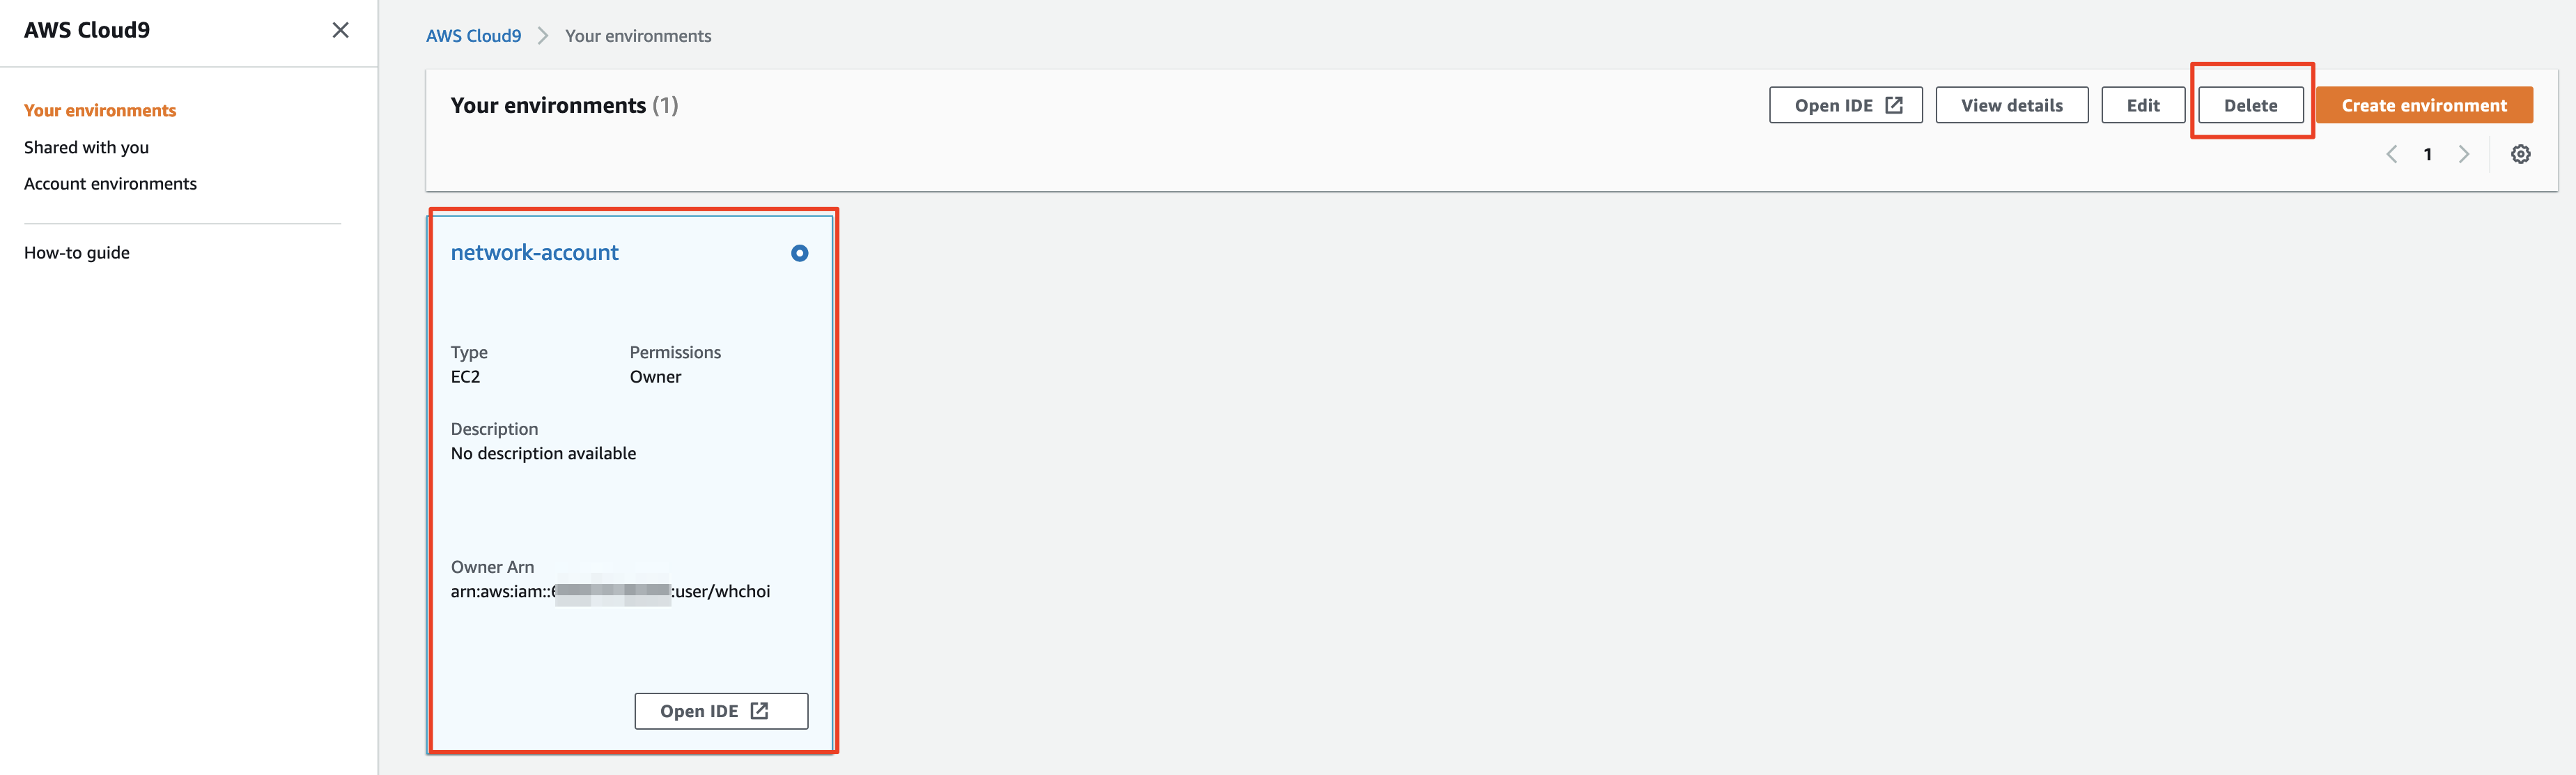 AWS Cloud9
Your environments
Shared with you
Account environments
How-to guide
AWS Cloud9 Your environments
Your environments (1)
Open IDE View details Edit Delete Create environment
1
network-account
Type Permissions
EC2 Owner
Description
No description available
Owner Arn
arn:aws:iam:: :user/whchoi
Open IDE